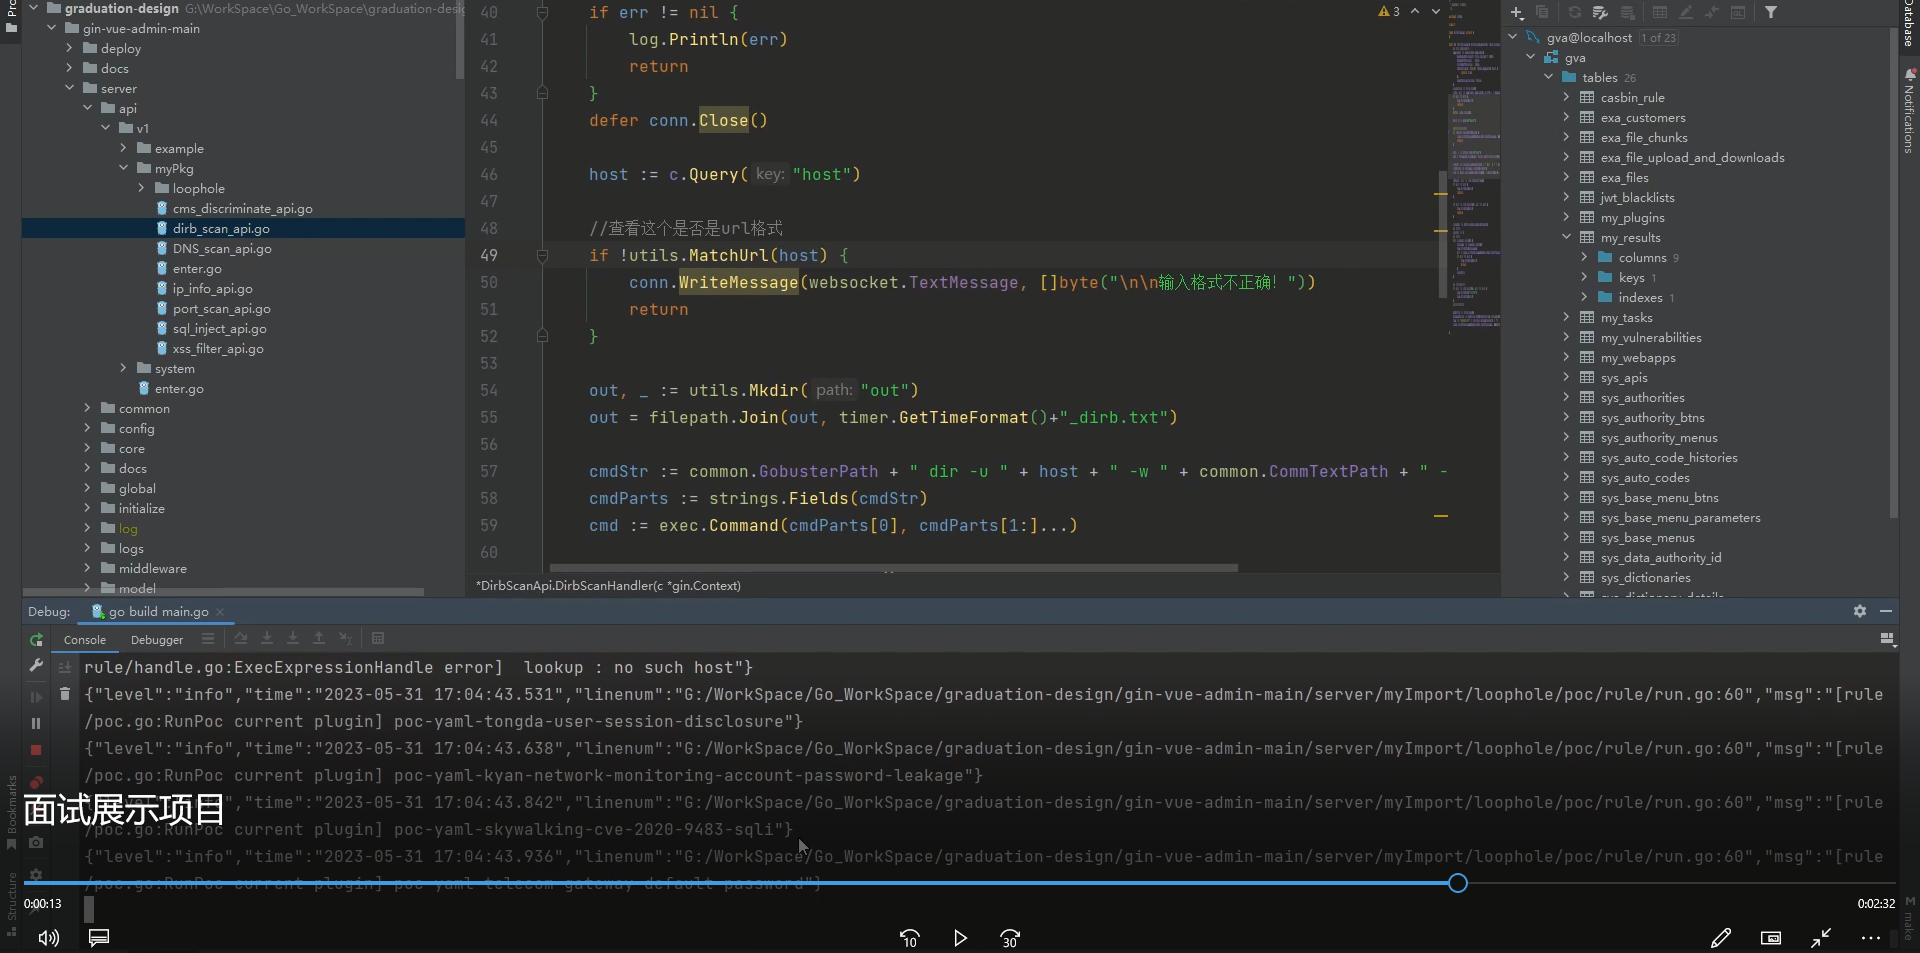 graduation-design G:\WorkSpace\Go_WorkSpace\graduation-desig
gin-vue-admin-main
deploy
docs
server
api
v1
example
myPkg
loophole
cms_discriminate_api.go
dirb_scan_api.go
DNS_scan_api.go
enter.go
ip_info_api.go
port_scan_api.go
sql_inject_api.go
xss_filter_api.go
system
enter.go
common
config
core
docs
global
initialize
log
logs
middleware
model
40 if err != nil {
41 log.Println(err)
42 return
43 }
44 defer conn.Close()
45
46 host := c.Query( key: "host")
47
48 //查看这个是否是url格式
49 if !utils.MatchUrl(host) {
50 conn.WriteMessage(websocket.TextMessage, []byte("\n\n输入格式不正确！"))
51 return
52 }
53
54 out, _ := utils.Mkdir( path: "out")
55 out = filepath.Join(out, timer.GetTimeFormat()+"_dirb.txt")
56
57 cmdStr := common.GobusterPath + " dir -u " + host + " -w " + common.CommTextPath + " -
58 cmdParts := strings.Fields(cmdStr)
59 cmd := exec.Command(cmdParts[0], cmdParts[1:]...)
60
3
*DirbScanApi.DirbScanHandler(c *gin.Context)
gva@localhost 1 of 23
gva
tables 26
casbin_rule
exa_customers
exa_file_chunks
exa_file_upload_and_downloads
exa_files
jwt_blacklists
my_plugins
my_results
columns 9
keys 1
indexes 1
my_tasks
my_vulnerabilities
my_webapps
sys_apis
sys_authorities
sys_authority_btns
sys_authority_menus
sys_auto_code_histories
sys_auto_codes
sys_base_menu_btns
sys_base_menu_parameters
sys_base_menus
sys_data_authority_id
sys_dictionaries
sys_dictionary_details
Database
Notifications
Debug: go build main.go
Console Debugger
rule/handle.go:ExecExpressionHandle error] lookup : no such host"}
{"level":"info","time":"2023-05-31 17:04:43.531","linenum":"G:/WorkSpace/Go_WorkSpace/graduation-design/gin-vue-admin-main/server/myImport/loophole/poc/rule/run.go:60","msg":"[rule
/poc.go:RunPoc current plugin] poc-yaml-tongda-user-session-disclosure"}
{"level":"info","time":"2023-05-31 17:04:43.638","linenum":"G:/WorkSpace/Go_WorkSpace/graduation-design/gin-vue-admin-main/server/myImport/loophole/poc/rule/run.go:60","msg":"[rule
/poc.go:RunPoc current plugin] poc-yaml-kyan-network-monitoring-account-password-leakage"}
{"level":"info","time":"2023-05-31 17:04:43.842","linenum":"G:/WorkSpace/Go_WorkSpace/graduation-design/gin-vue-admin-main/server/myImport/loophole/poc/rule/run.go:60","msg":"[rule
面试展示项目
/poc.go:RunPoc current plugin] poc-yaml-skywalking-cve-2020-9483-sqli"}
{"level":"info","time":"2023-05-31 17:04:43.936","linenum":"G:/WorkSpace/Go_WorkSpace/graduation-design/gin-vue-admin-main/server/myImport/loophole/poc/rule/run.go:60","msg":"[rule
/poc.go:RunPoc current plugin] poc-yaml-telecom-gateway-default-password"}
Bookmarks
Structure
make
0:00:13
0:02:32
10
30